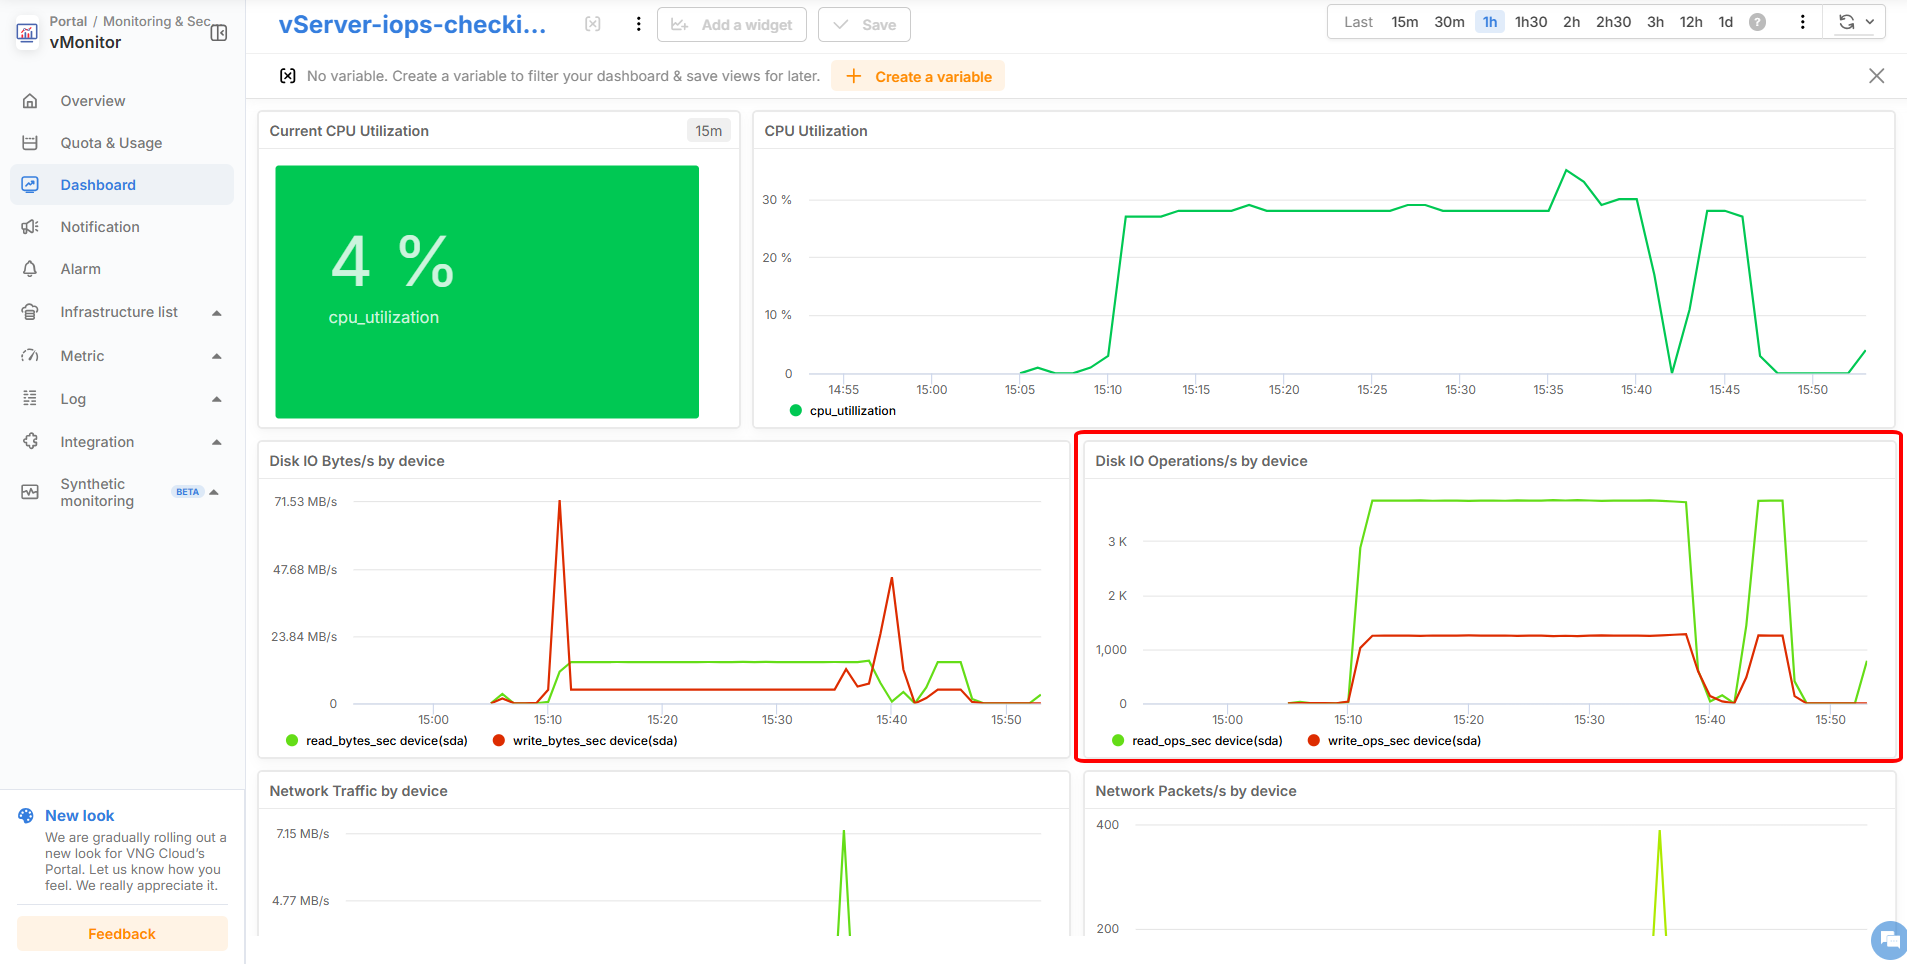 Portal / Monitoring & Sec
vMonitor
vServer-iops-checki...
Add a widget
Save
Last 15m 30m 1h 1h30 2h 2h30 3h 12h 1d ?
No variable. Create a variable to filter your dashboard & save views for later.
+ Create a variable
Overview
Quota & Usage
Dashboard
Notification
Alarm
Infrastructure list
Metric
Log
Integration
Synthetic
monitoring
BETA
New look
We are gradually rolling out a
new look for VNG Cloud's
Portal. Let us know how you
feel. We really appreciate it.
Feedback
Current CPU Utilization
15m
4 %
cpu_utilization
CPU Utilization
30 %
20 %
10 %
0
14:55 15:00 15:05 15:10 15:15 15:20 15:25 15:30 15:35 15:40 15:45 15:50
cpu_utillization
Disk IO Bytes/s by device
71.53 MB/s
47.68 MB/s
23.84 MB/s
0
15:00 15:10 15:20 15:30 15:40 15:50
read_bytes_sec device(sda) write_bytes_sec device(sda)
Disk IO Operations/s by device
3 K
2 K
1,000
0
15:00 15:10 15:20 15:30 15:40 15:50
read_ops_sec device(sda) write_ops_sec device(sda)
Network Traffic by device
7.15 MB/s
4.77 MB/s
Network Packets/s by device
400
200